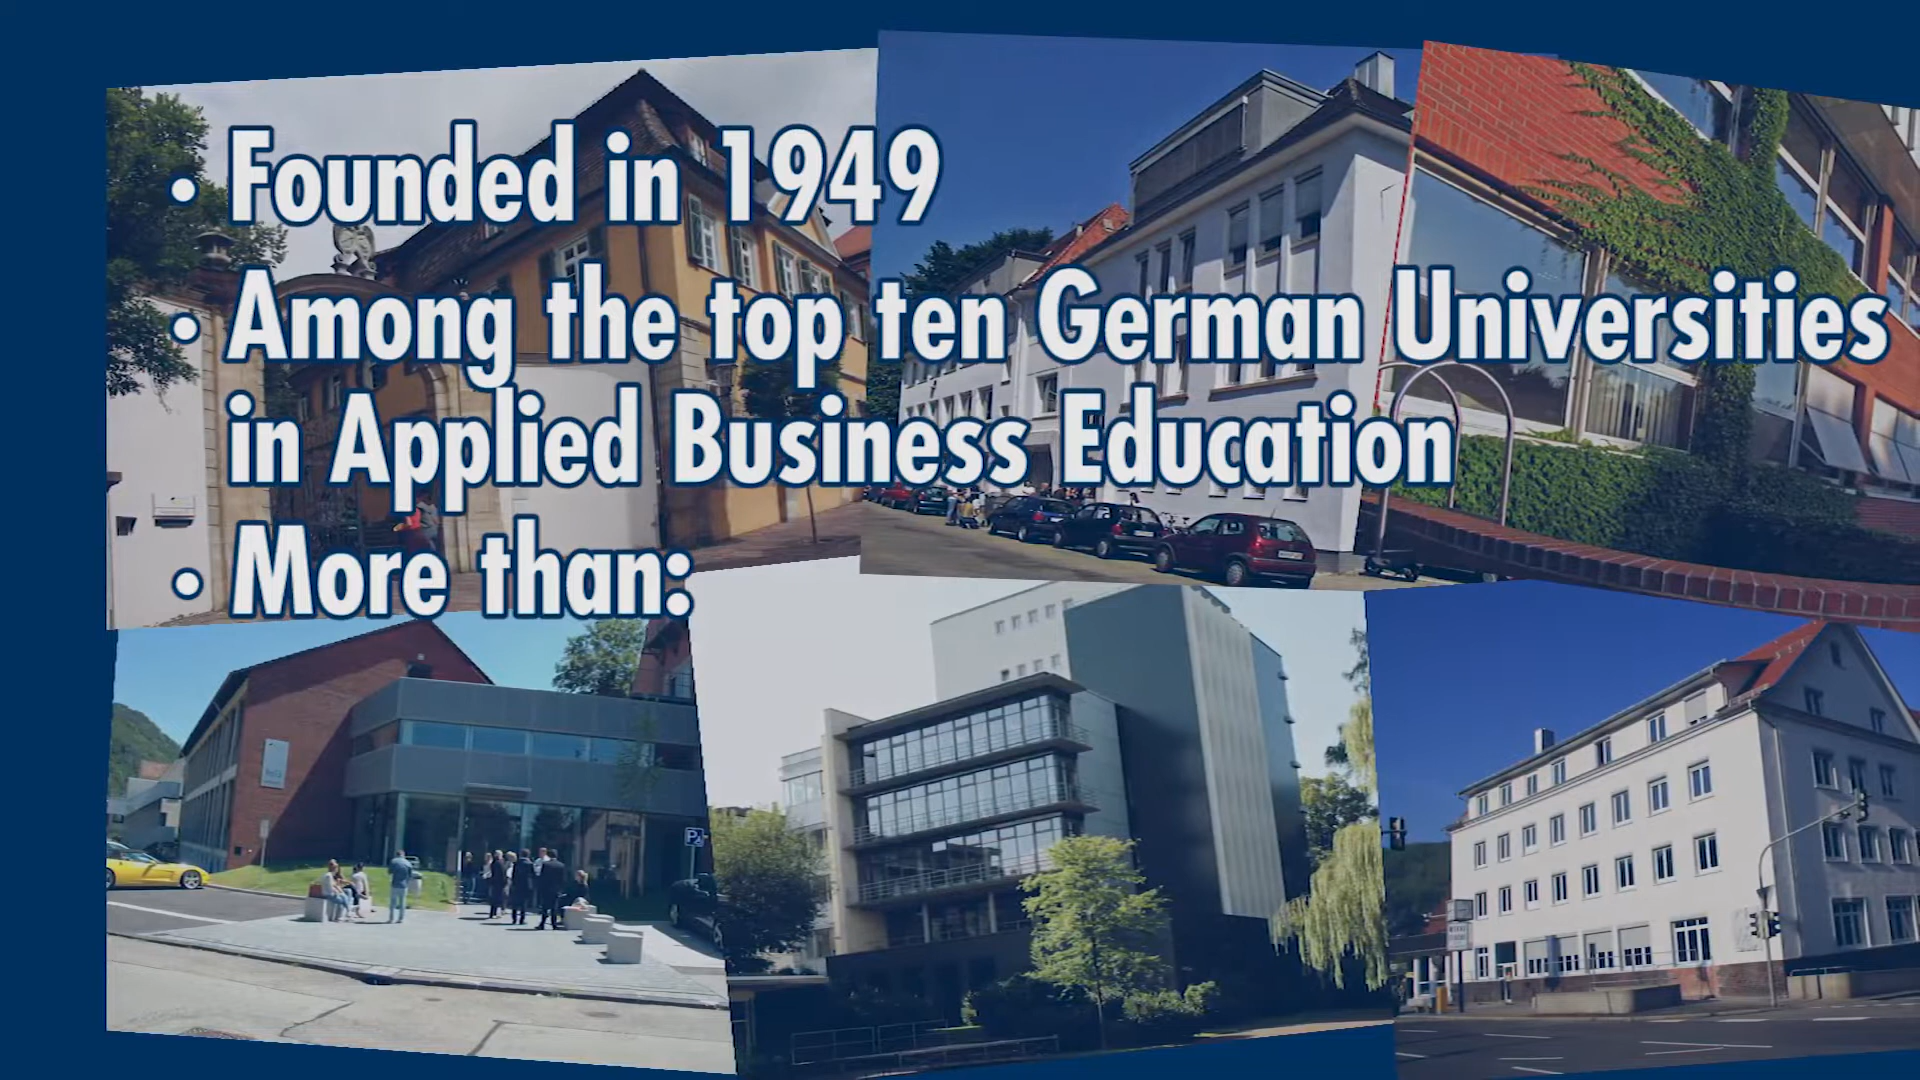 • Founded in 1949
• Among the top ten German Universities
in Applied Business Education
• More than: